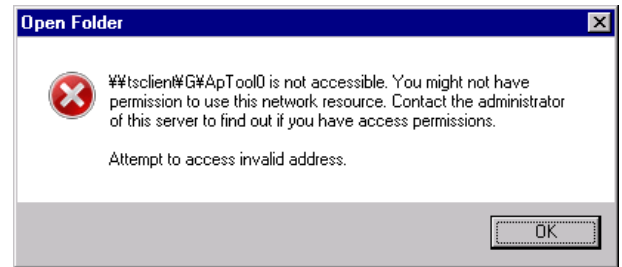 Open Folder
¥¥tsclient¥G¥ApTool0 is not accessible. You might not have
permission to use this network resource. Contact the administrator
of this server to find out if you have access permissions.
Attempt to access invalid address.
OK